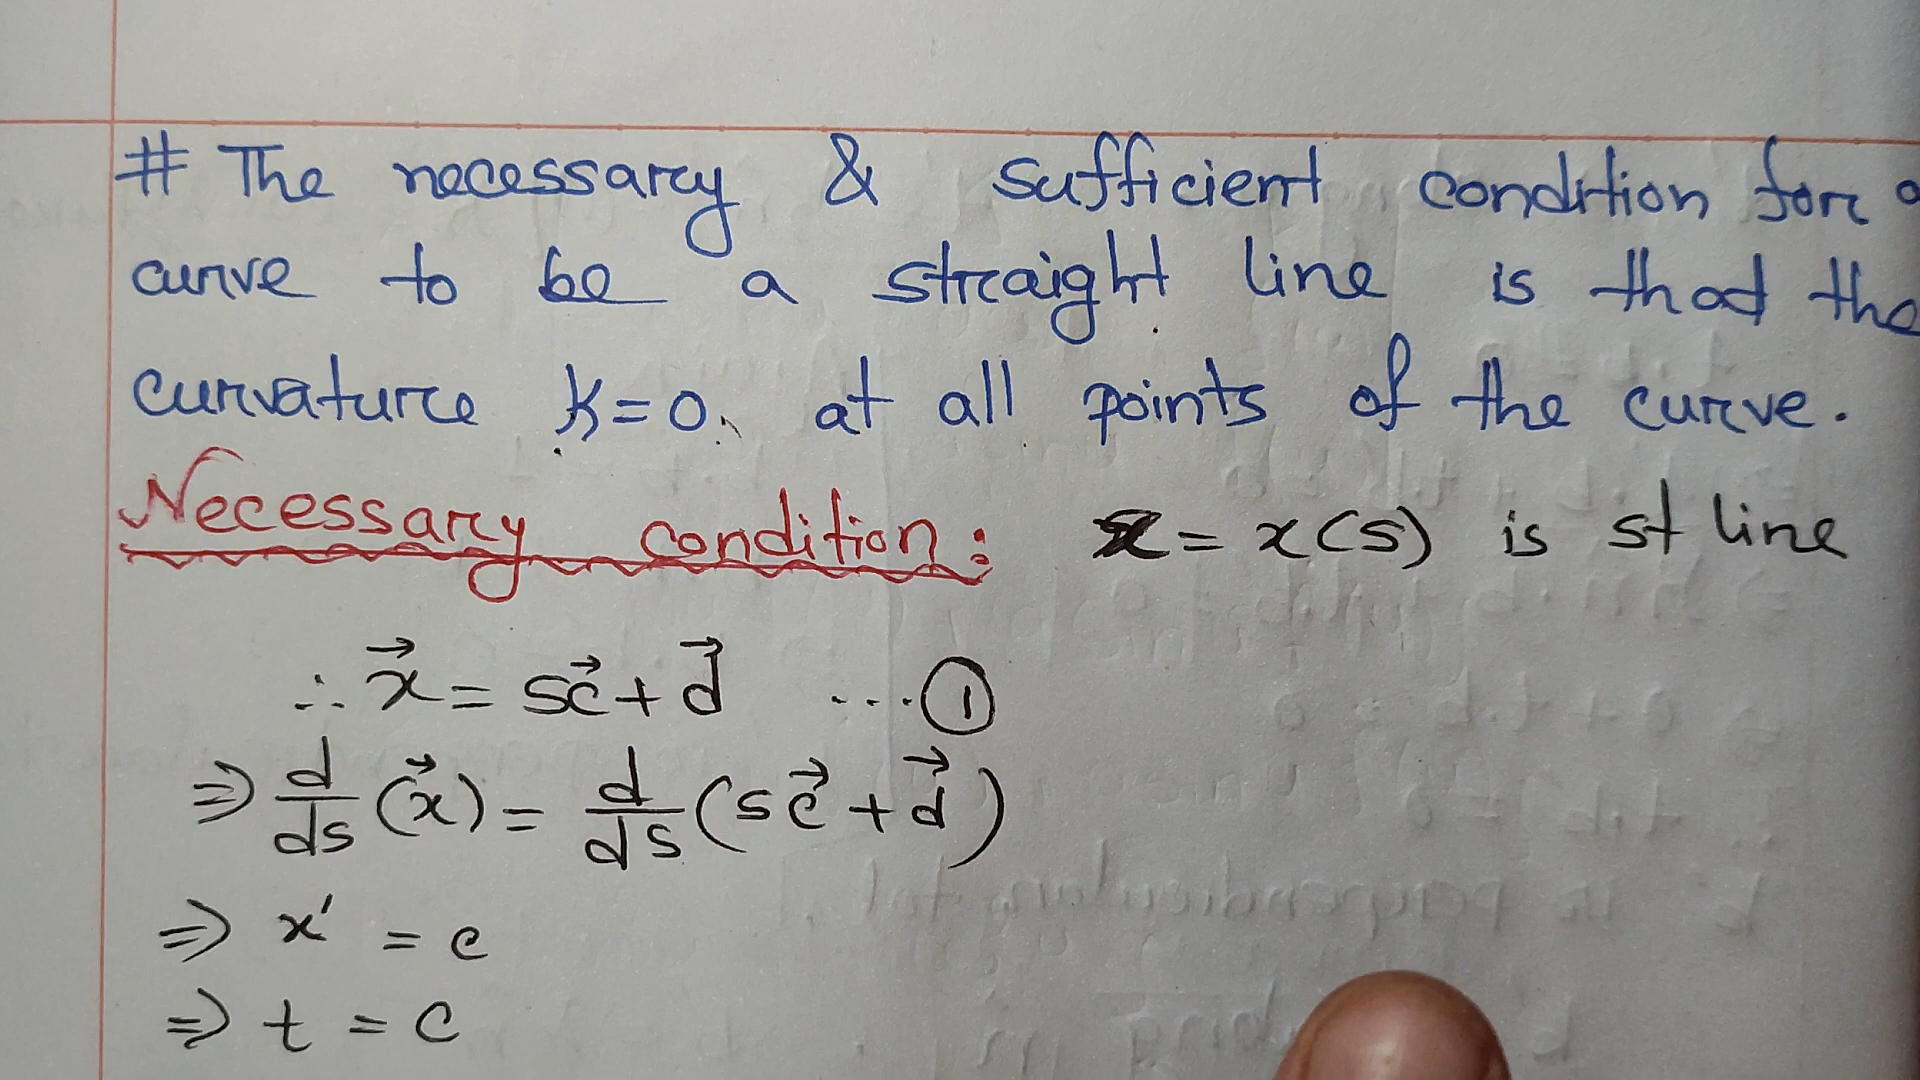 # The necessary & sufficient condition for a
curve to be a straight line is that the
curvature K=0. at all points of the curve.
Necessary condition: x = x(s) is st line
∴ x⃗ = sc⃗ + d⃗ ...①
⇒ d/ds (x⃗) = d/ds (sc⃗ + d⃗)
⇒ x' = c
⇒ t = c